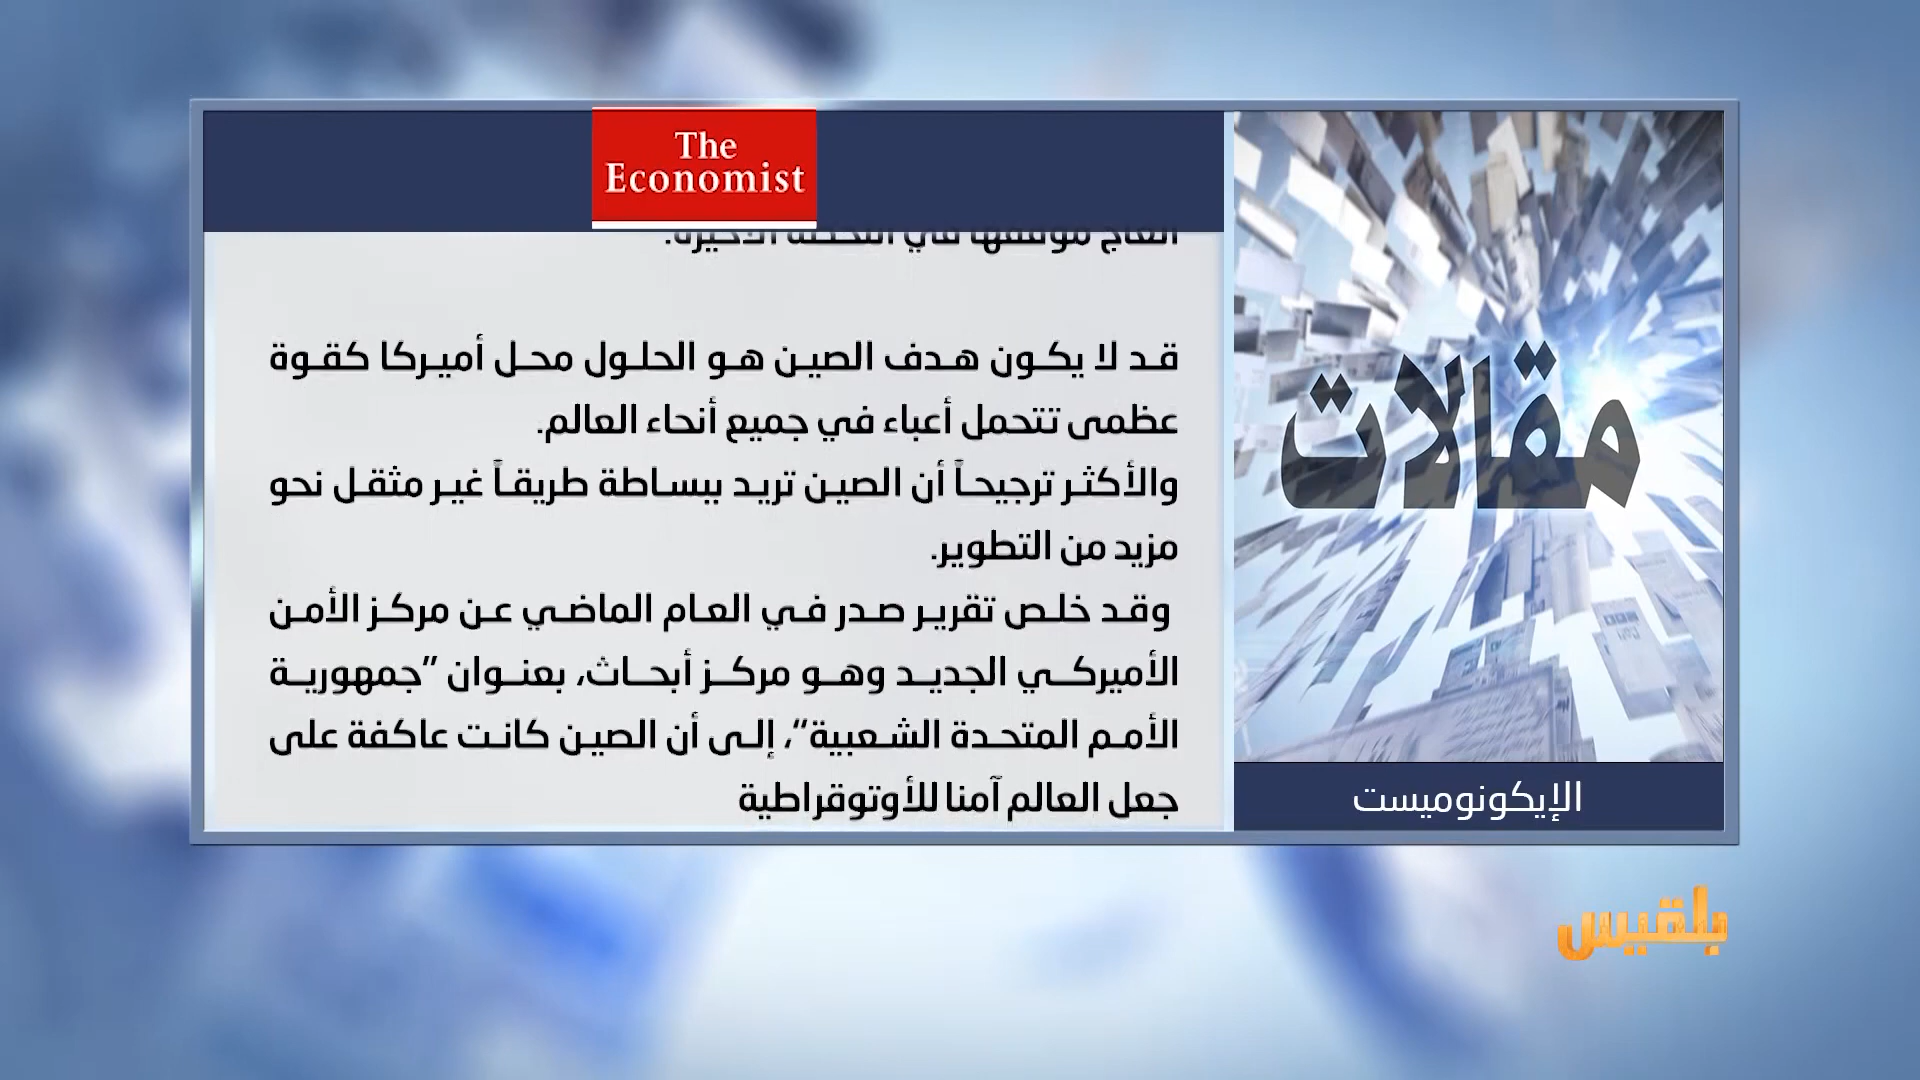 The
Economist
في
قد لا يكون هدف الصين هو الحلول محل أميركا كقوة
عظمى تتحمل أعباء في جميع أنحاء العالم.
والأكثر ترجيحاً أن الصين تريد ببساطة طريقاً غير مثقل نحو
مزيد من التطوير.
وقد خلص تقرير صدر في العام الماضي عن مركز الأمن
الأميركي الجديد وهو مركز أبحاث، بعنوان "جمهورية
الأمم المتحدة الشعبية"، إلى أن الصين كانت عاكفة على
جعل العالم آمنا للأوتوقراطية
مقالات
الإيكونوميست
بلقيس